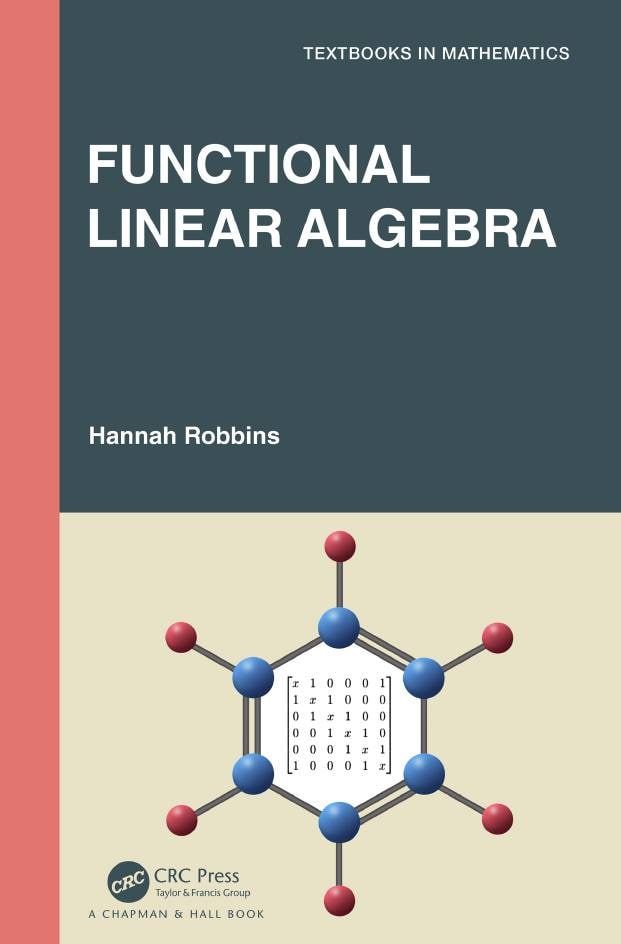 TEXTBOOKS IN MATHEMATICS
FUNCTIONAL
LINEAR ALGEBRA
Hannah Robbins
x 1 0 0 0 1
1 x 1 0 0 0
0 1 x 1 0 0
0 0 1 x 1 0
0 0 0 1 x 1
1 0 0 0 1 x
CRC CRC Press
Taylor & Francis Group
A CHAPMAN & HALL BOOK